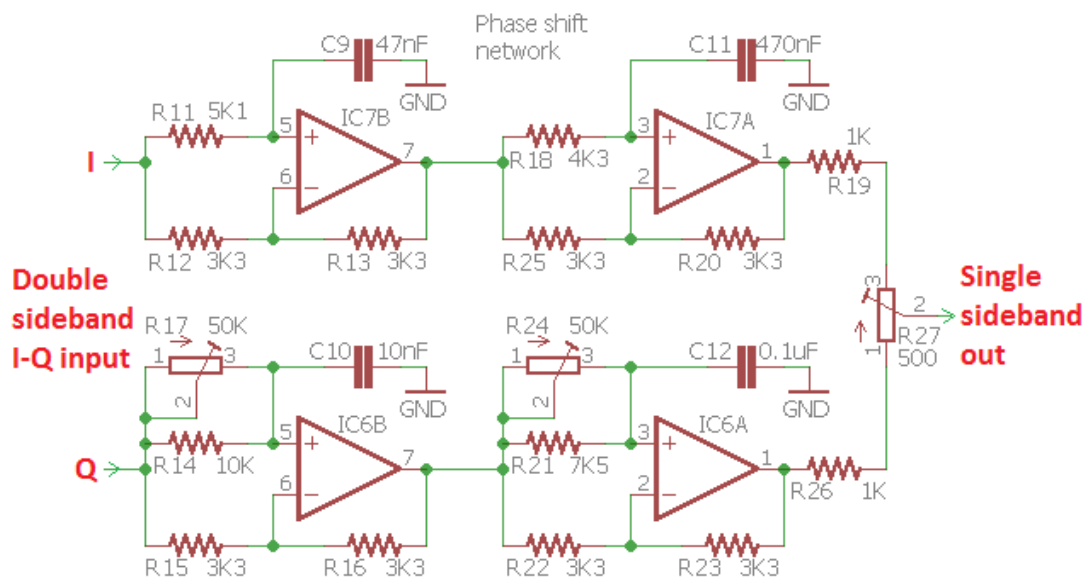 Phase shift
network
C9 47nF
GND
R11 5K1
5
6
7
IC7B
I
R12 3K3
R13 3K3
C11 470nF
GND
R18 4K3
3
2
1
IC7A
R25 3K3
R20 3K3
1K
R19
Double
sideband
I-Q input
R17 50K
1
3
2
C10 10nF
GND
R14 10K
5
6
7
IC6B
Q
R15 3K3
R16 3K3
R24 50K
1
3
2
C12 0.1uF
GND
R21 7K5
3
2
1
IC6A
R22 3K3
R23 3K3
R26 1K
3
2
1
R27
500
Single
sideband
out